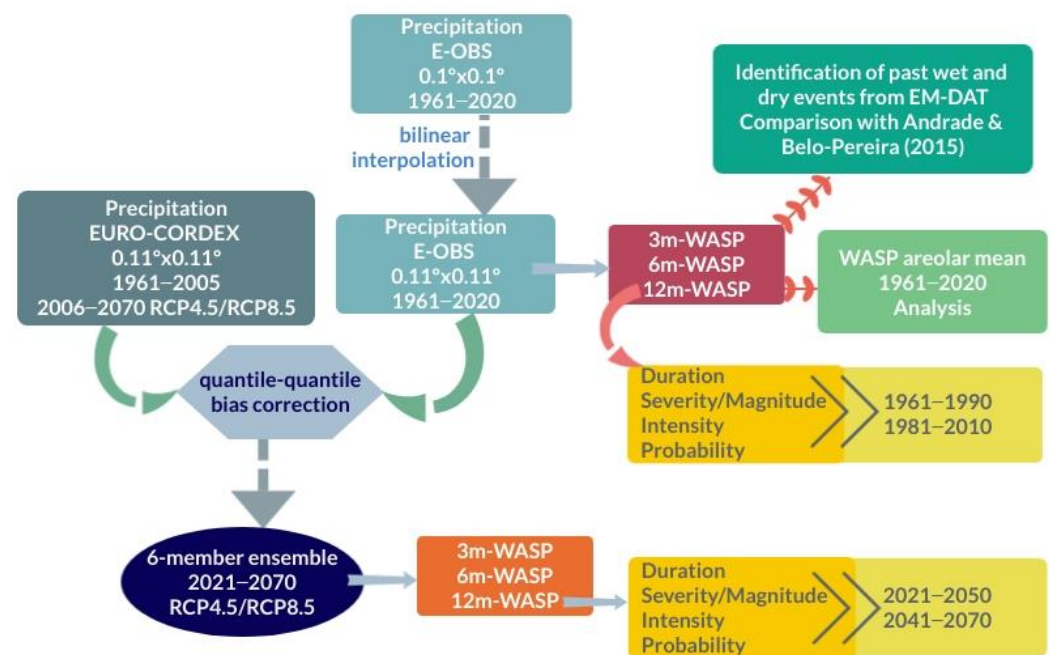 Precipitation
E-OBS
0.1°x0.1°
1961–2020
bilinear
interpolation
Identification of past wet and
dry events from EM-DAT
Comparison with Andrade &
Belo-Pereira (2015)
Precipitation
EURO-CORDEX
0.11°x0.11°
1961–2005
2006–2070 RCP4.5/RCP8.5
Precipitation
E-OBS
0.11°x0.11°
1961–2020
3m-WASP
6m-WASP
12m-WASP
WASP areolar mean
1961–2020
Analysis
quantile-quantile
bias correction
Duration
Severity/Magnitude
Intensity
Probability
1961–1990
1981–2010
6-member ensemble
2021–2070
RCP4.5/RCP8.5
3m-WASP
6m-WASP
12m-WASP
Duration
Severity/Magnitude
Intensity
Probability
2021–2050
2041–2070